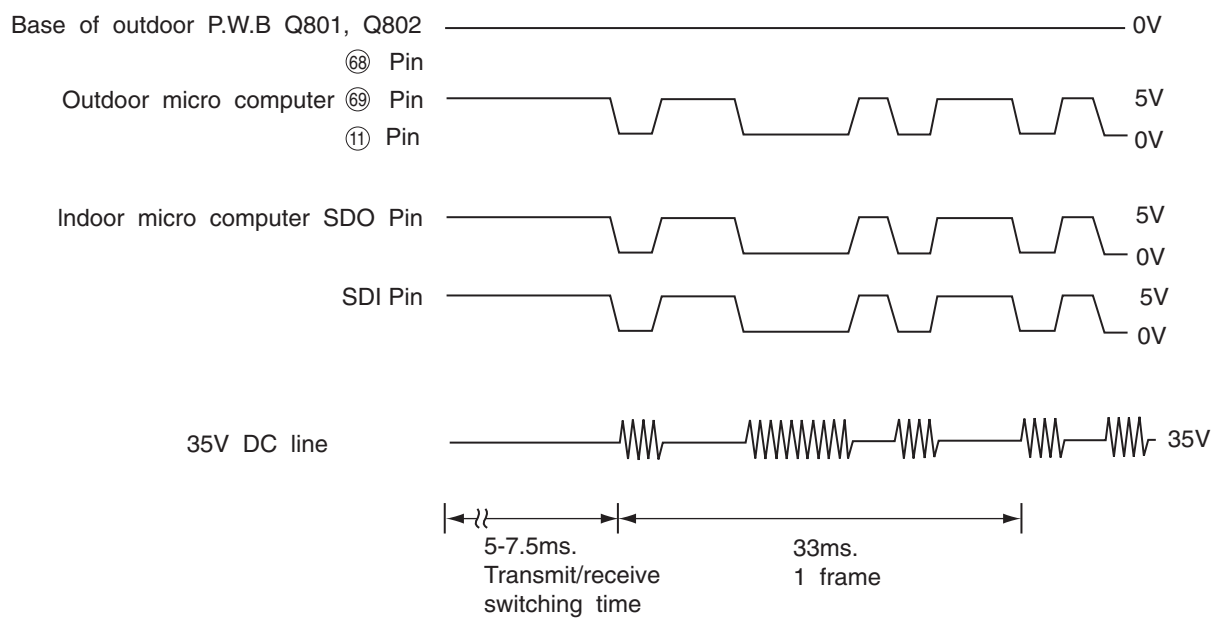 Base of outdoor P.W.B Q801, Q802
0V
68 Pin
Outdoor micro computer 69 Pin
5V
11 Pin
0V
Indoor micro computer SDO Pin
5V
0V
SDI Pin
5V
0V
35V DC line
35V
5-7.5ms.
Transmit/receive
switching time
33ms.
1 frame